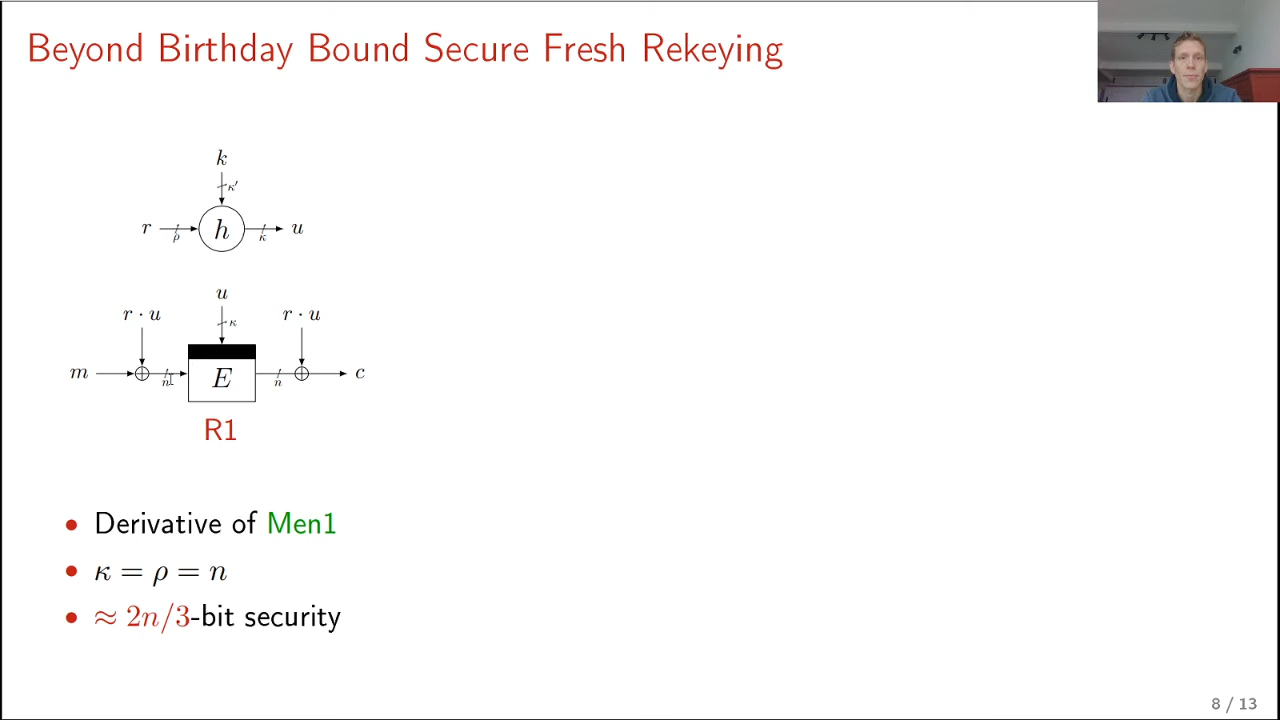 Beyond Birthday Bound Secure Fresh Rekeying
k
κ′
r ρ h κ u
u
r · u κ r · u
m n E n c
R1
• Derivative of Men1
• κ = ρ = n
• ≈ 2n/3-bit security
8 / 13